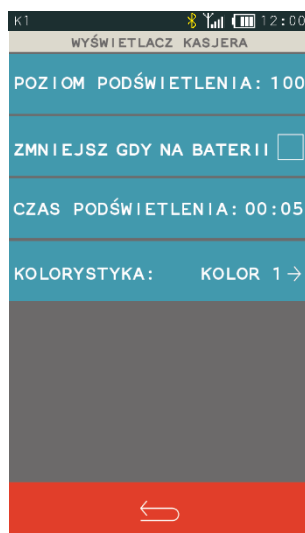 K1 12:00
WYŚWIETLACZ KASJERA
POZIOM PODŚWIETLENIA: 100
ZMNIEJSZ GDY NA BATERII
CZAS PODŚWIETLENIA: 00:05
KOLORYSTYKA: KOLOR 1